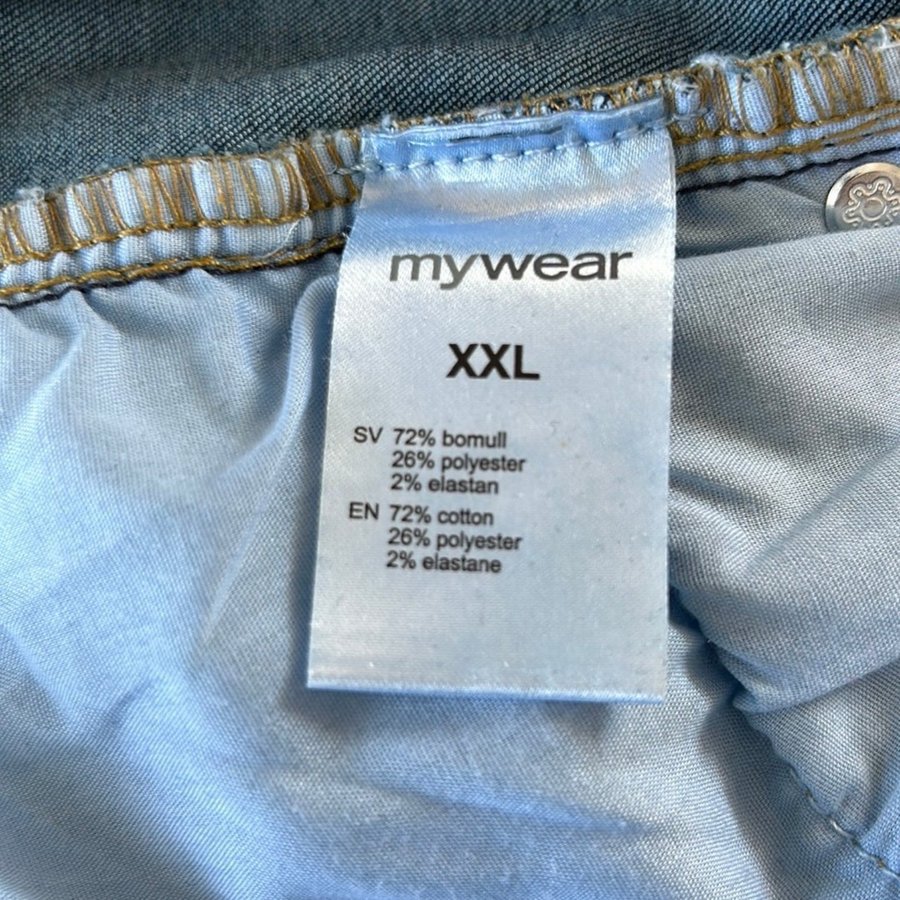 mywear
XXL
SV 72% bomull
26% polyester
2% elastan
EN 72% cotton
26% polyester
2% elastane